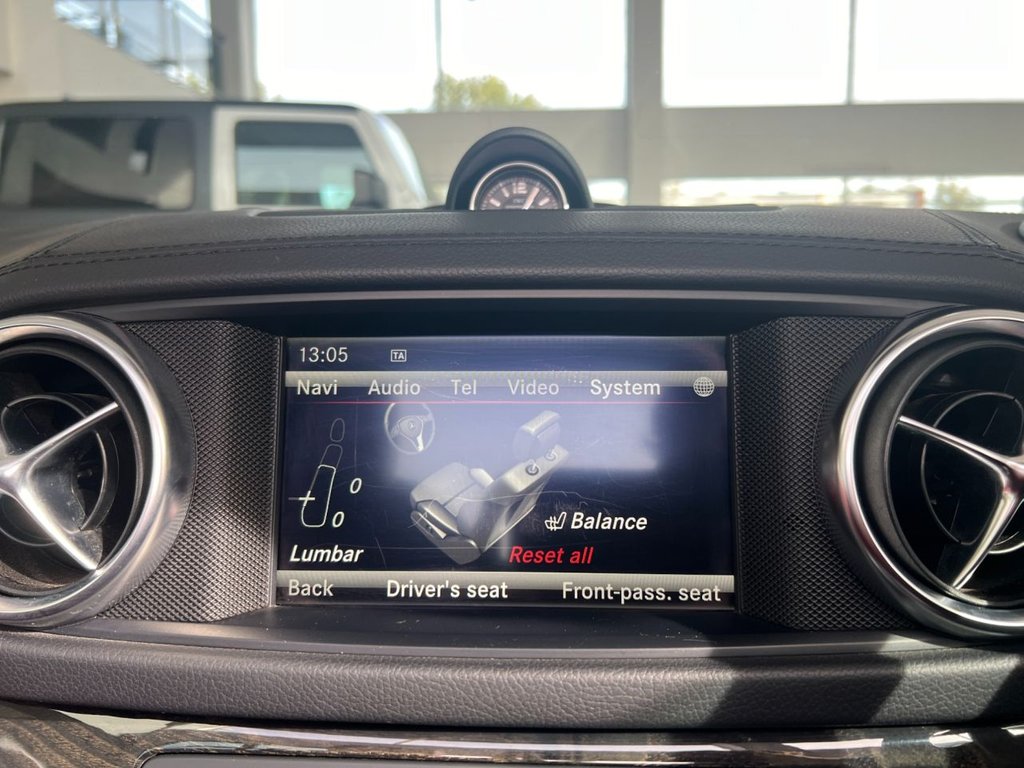 13:05 TA
Navi Audio Tel Video System
0
0
Balance
Lumbar Reset all
Back Driver's seat Front-pass. seat